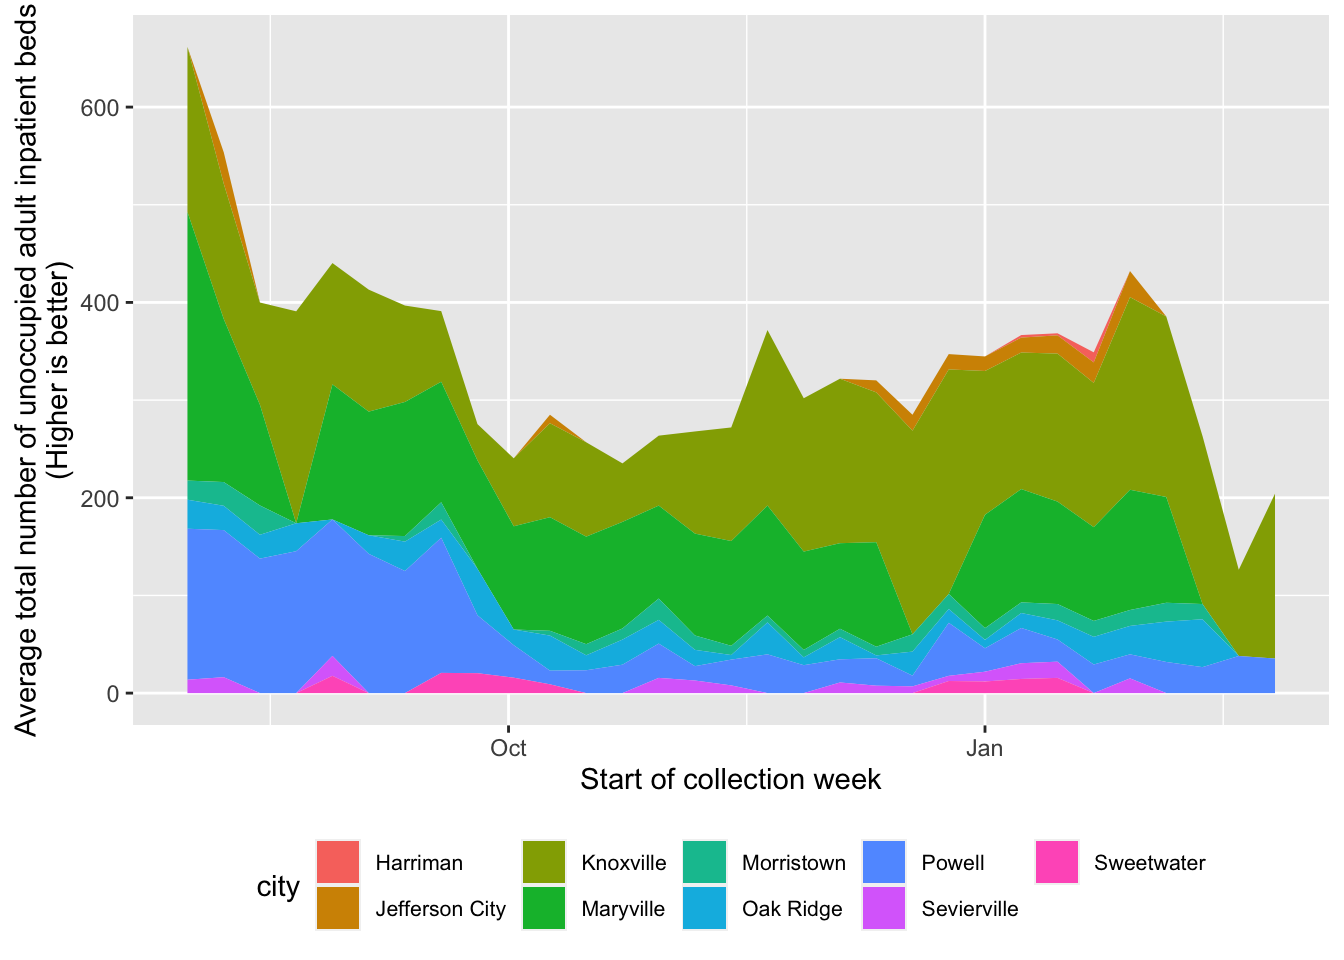 Average total number of unoccupied adult inpatient beds
(Higher is better)
600
400
200
0
Oct Jan
Start of collection week
city
Harriman Knoxville Morristown Powell Sweetwater
Jefferson City Maryville Oak Ridge Sevierville